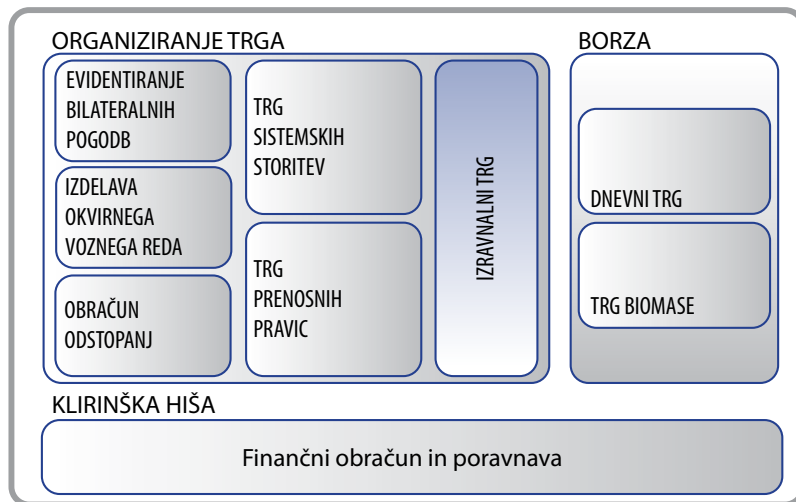 ORGANIZIRANJE TRGA
EVIDENTIRANJE
BILATERALNIH
POGODB
IZDELAVA
OKVIRNEGA
VOZNEGA REDA
OBRAČUN
ODSTOPANJ
TRG
SISTEMSKIH
STORITEV
TRG
PRENOSNIH
PRAVIC
IZRAVNALNI TRG
BORZA
DNEVNI TRG
TRG BIOMASE
KLIRINŠKA HIŠA
Finančni obračun in poravnava